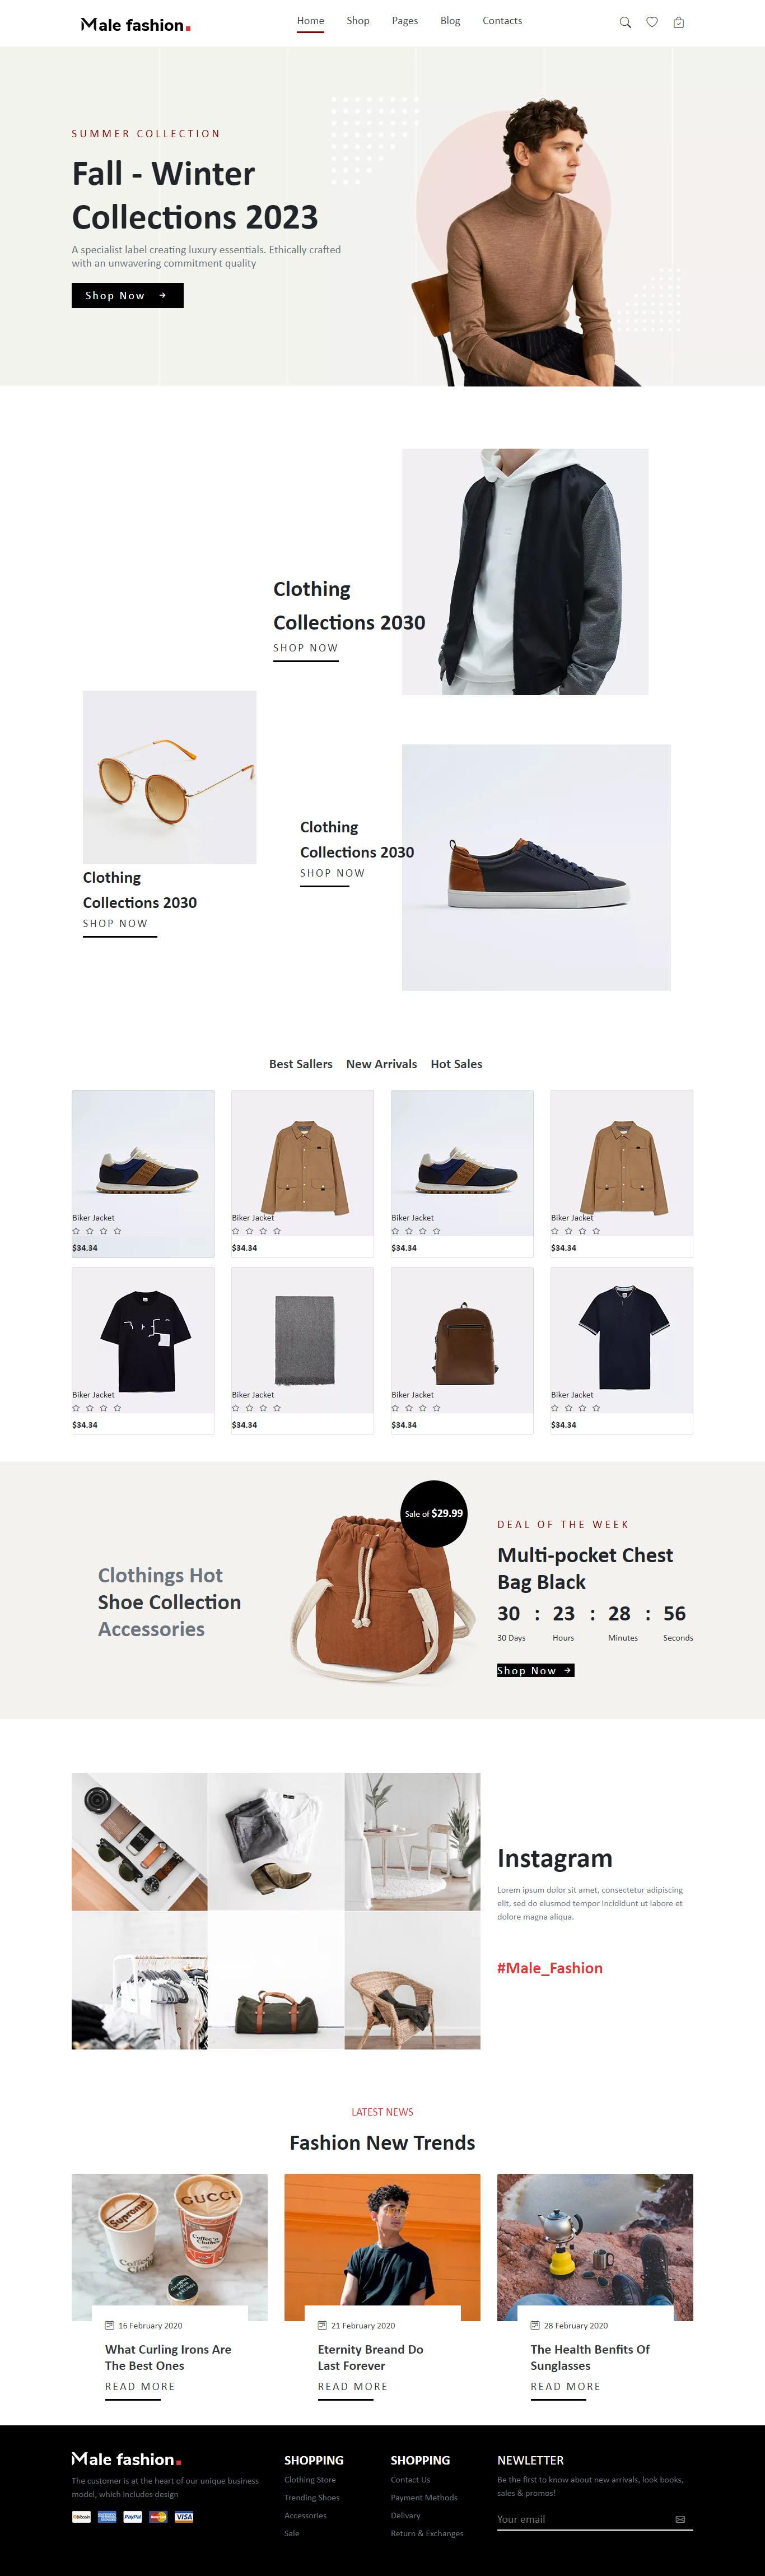 Male fashion.
Home Shop Pages Blog Contacts
SUMMER COLLECTION
Fall - Winter
Collections 2023
A specialist label creating luxury essentials. Ethically crafted
with an unwavering commitment quality
Shop Now →
Clothing
Collections 2030
SHOP NOW
Clothing
Collections 2030
SHOP NOW
Clothing
Collections 2030
SHOP NOW
Best Sallers New Arrivals Hot Sales
Biker Jacket Biker Jacket Biker Jacket Biker Jacket
$34.34 $34.34 $34.34 $34.34
Biker Jacket Biker Jacket Biker Jacket Biker Jacket
$34.34 $34.34 $34.34 $34.34
Clothings Hot
Shoe Collection
Accessories
Sale of $29.99
DEAL OF THE WEEK
Multi-pocket Chest
Bag Black
30 : 23 : 28 : 56
30 Days Hours Minutes Seconds
Shop Now →
Instagram
Lorem ipsum dolor sit amet, consectetur adipiscing
elit, sed do eiusmod tempor incididunt ut labore et
dolore magna aliqua.
#Male_Fashion
LATEST NEWS
Fashion New Trends
Supreme
GUCCI
Coffee n
Clothes
16 February 2020
What Curling Irons Are
The Best Ones
READ MORE
21 February 2020
Eternity Breand Do
Last Forever
READ MORE
28 February 2020
The Health Benfits Of
Sunglasses
READ MORE
Male fashion.
The customer is at the heart of our unique business
model, which includes design
bitcoin PayPal VISA
SHOPPING
Clothing Store
Trending Shoes
Accessories
Sale
SHOPPING
Contact Us
Payment Methods
Delivary
Return & Exchanges
NEWLETTER
Be the first to know about new arrivals, look books,
sales & promos!
Your email